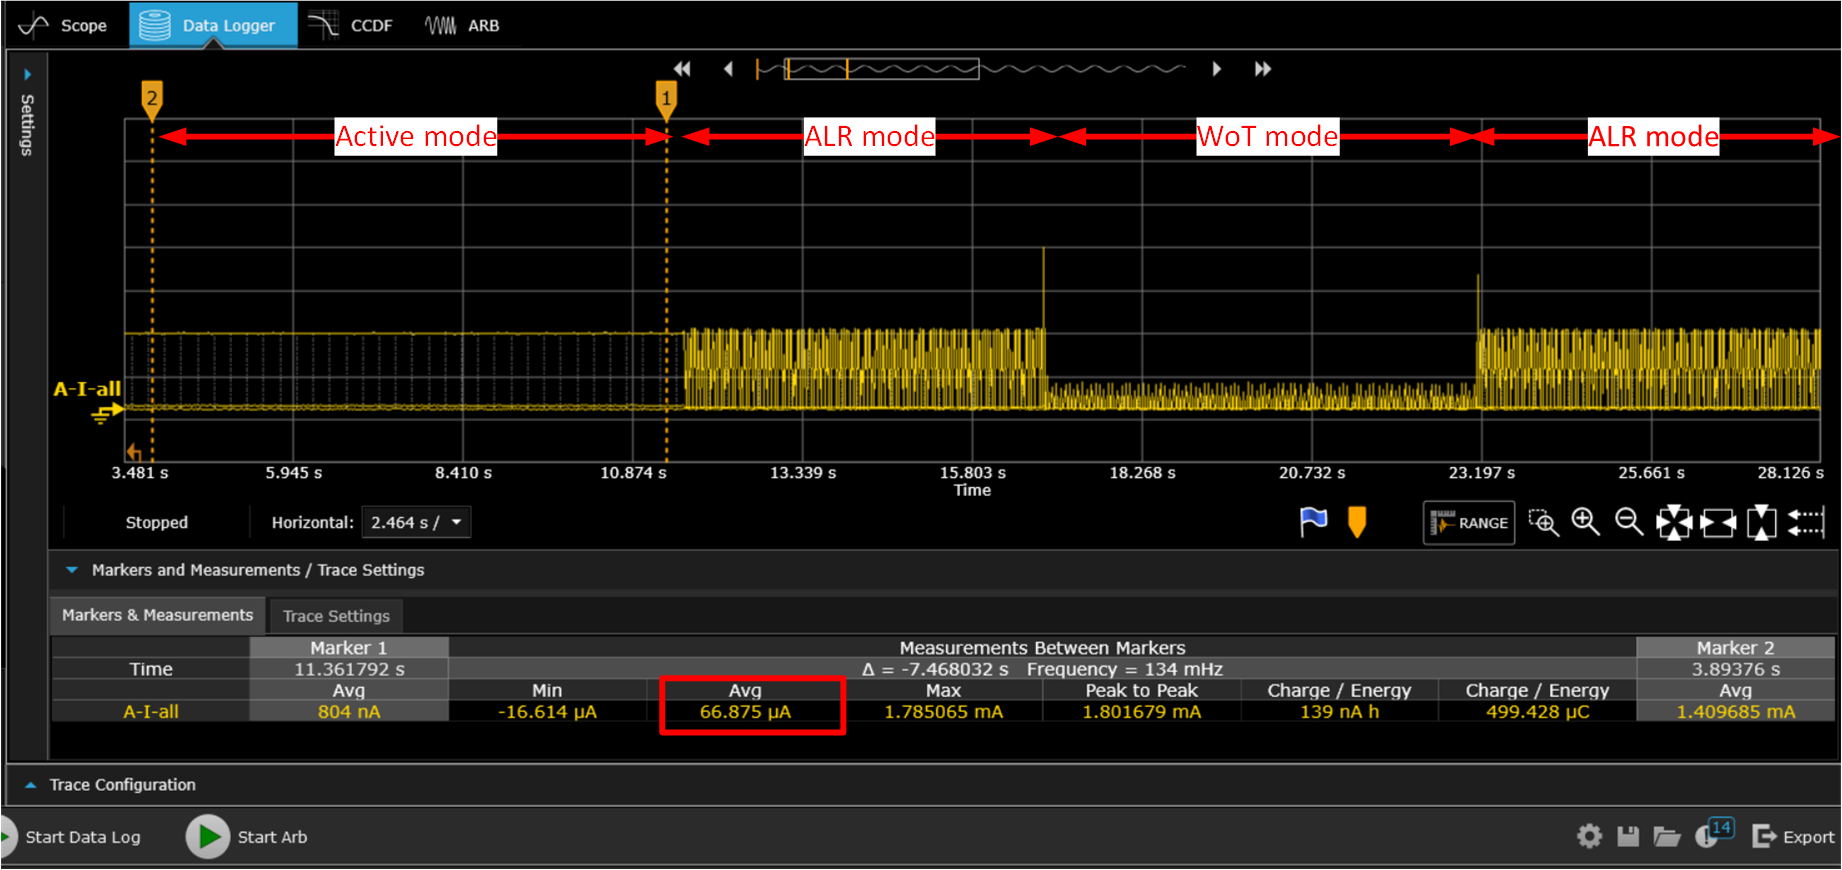 Scope Data Logger CCDF ARB
Settings
2 1
Active mode ALR mode WoT mode ALR mode
A-I-all
3.481 s 5.945 s 8.410 s 10.874 s 13.339 s 15.803 s 18.268 s 20.732 s 23.197 s 25.661 s 28.126 s
Time
Stopped Horizontal: 2.464 s / RANGE
Markers and Measurements / Trace Settings
Markers & Measurements Trace Settings
Marker 1 Measurements Between Markers Marker 2
Time 11.361792 s Δ = -7.468032 s Frequency = 134 mHz 3.89376 s
Avg Min Avg Max Peak to Peak Charge / Energy Charge / Energy Avg
A-I-all 804 nA -16.614 µA 66.875 µA 1.785065 mA 1.801679 mA 139 nA h 499.428 µC 1.409685 mA
Trace Configuration
Start Data Log Start Arb 14 Export